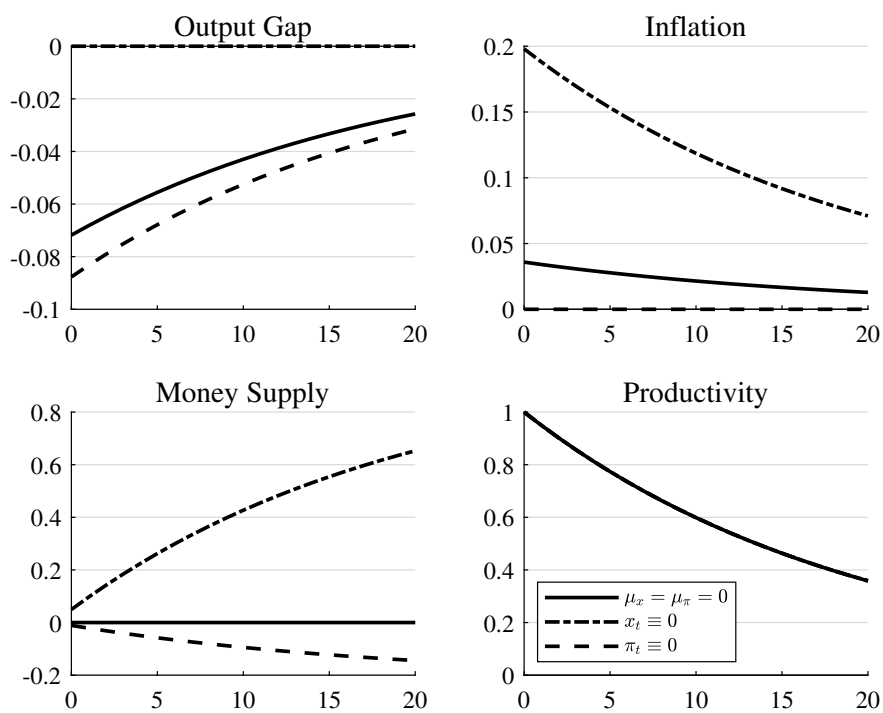 Output Gap
0
-0.02
-0.04
-0.06
-0.08
-0.1
0 5 10 15 20
Inflation
0.2
0.15
0.1
0.05
0
0 5 10 15 20
Money Supply
0.8
0.6
0.4
0.2
0
-0.2
0 5 10 15 20
Productivity
1
0.8
0.6
0.4
0.2
0
0 5 10 15 20
μₓ = μ_π = 0
xₜ ≡ 0
πₜ ≡ 0